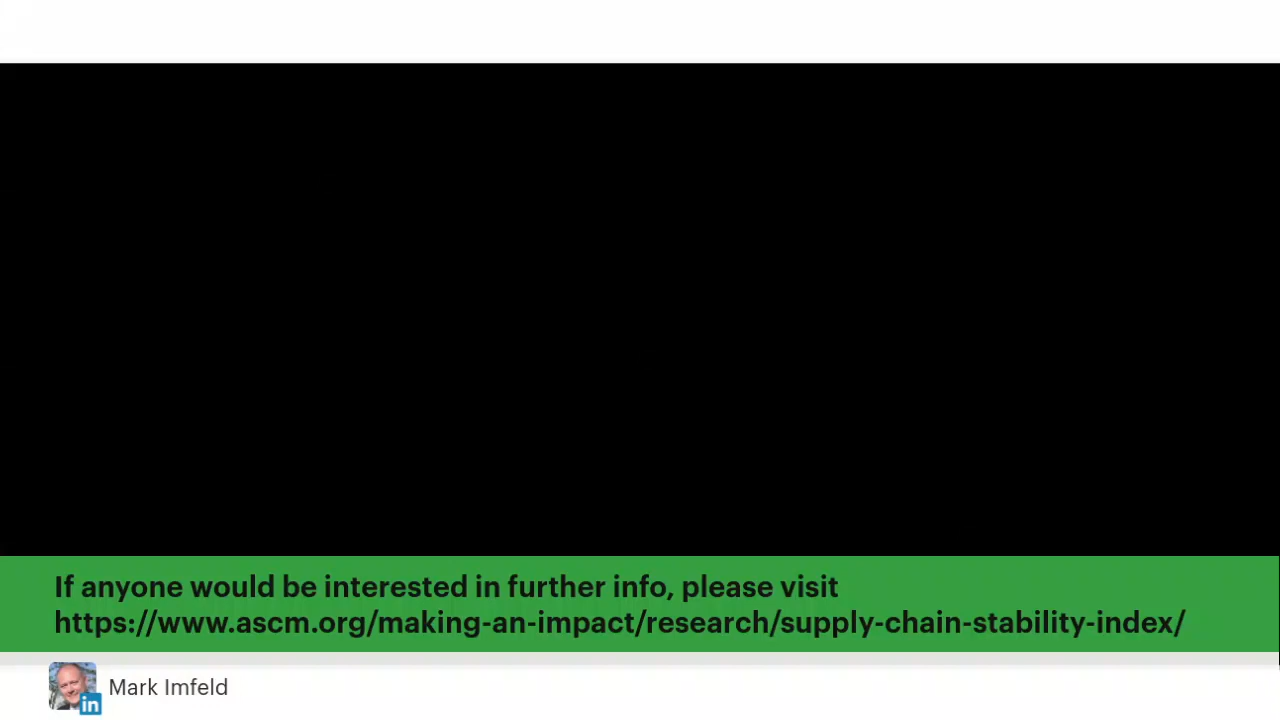 If anyone would be interested in further info, please visit
https://www.ascm.org/making-an-impact/research/supply-chain-stability-index/
in
Mark Imfeld